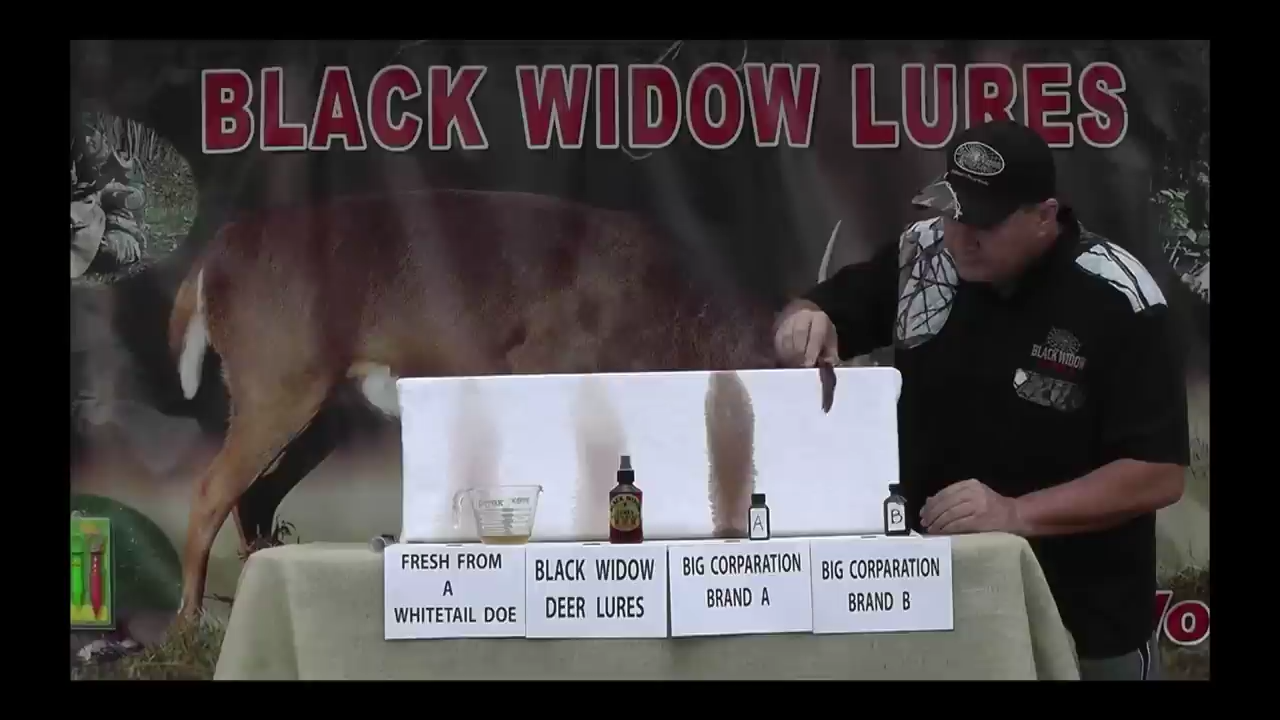 BLACK WIDOW LURES
BLACK WIDOW
A
B
FRESH FROM
A
WHITETAIL DOE
BLACK WIDOW
DEER LURES
BIG CORPARATION
BRAND A
BIG CORPARATION
BRAND B